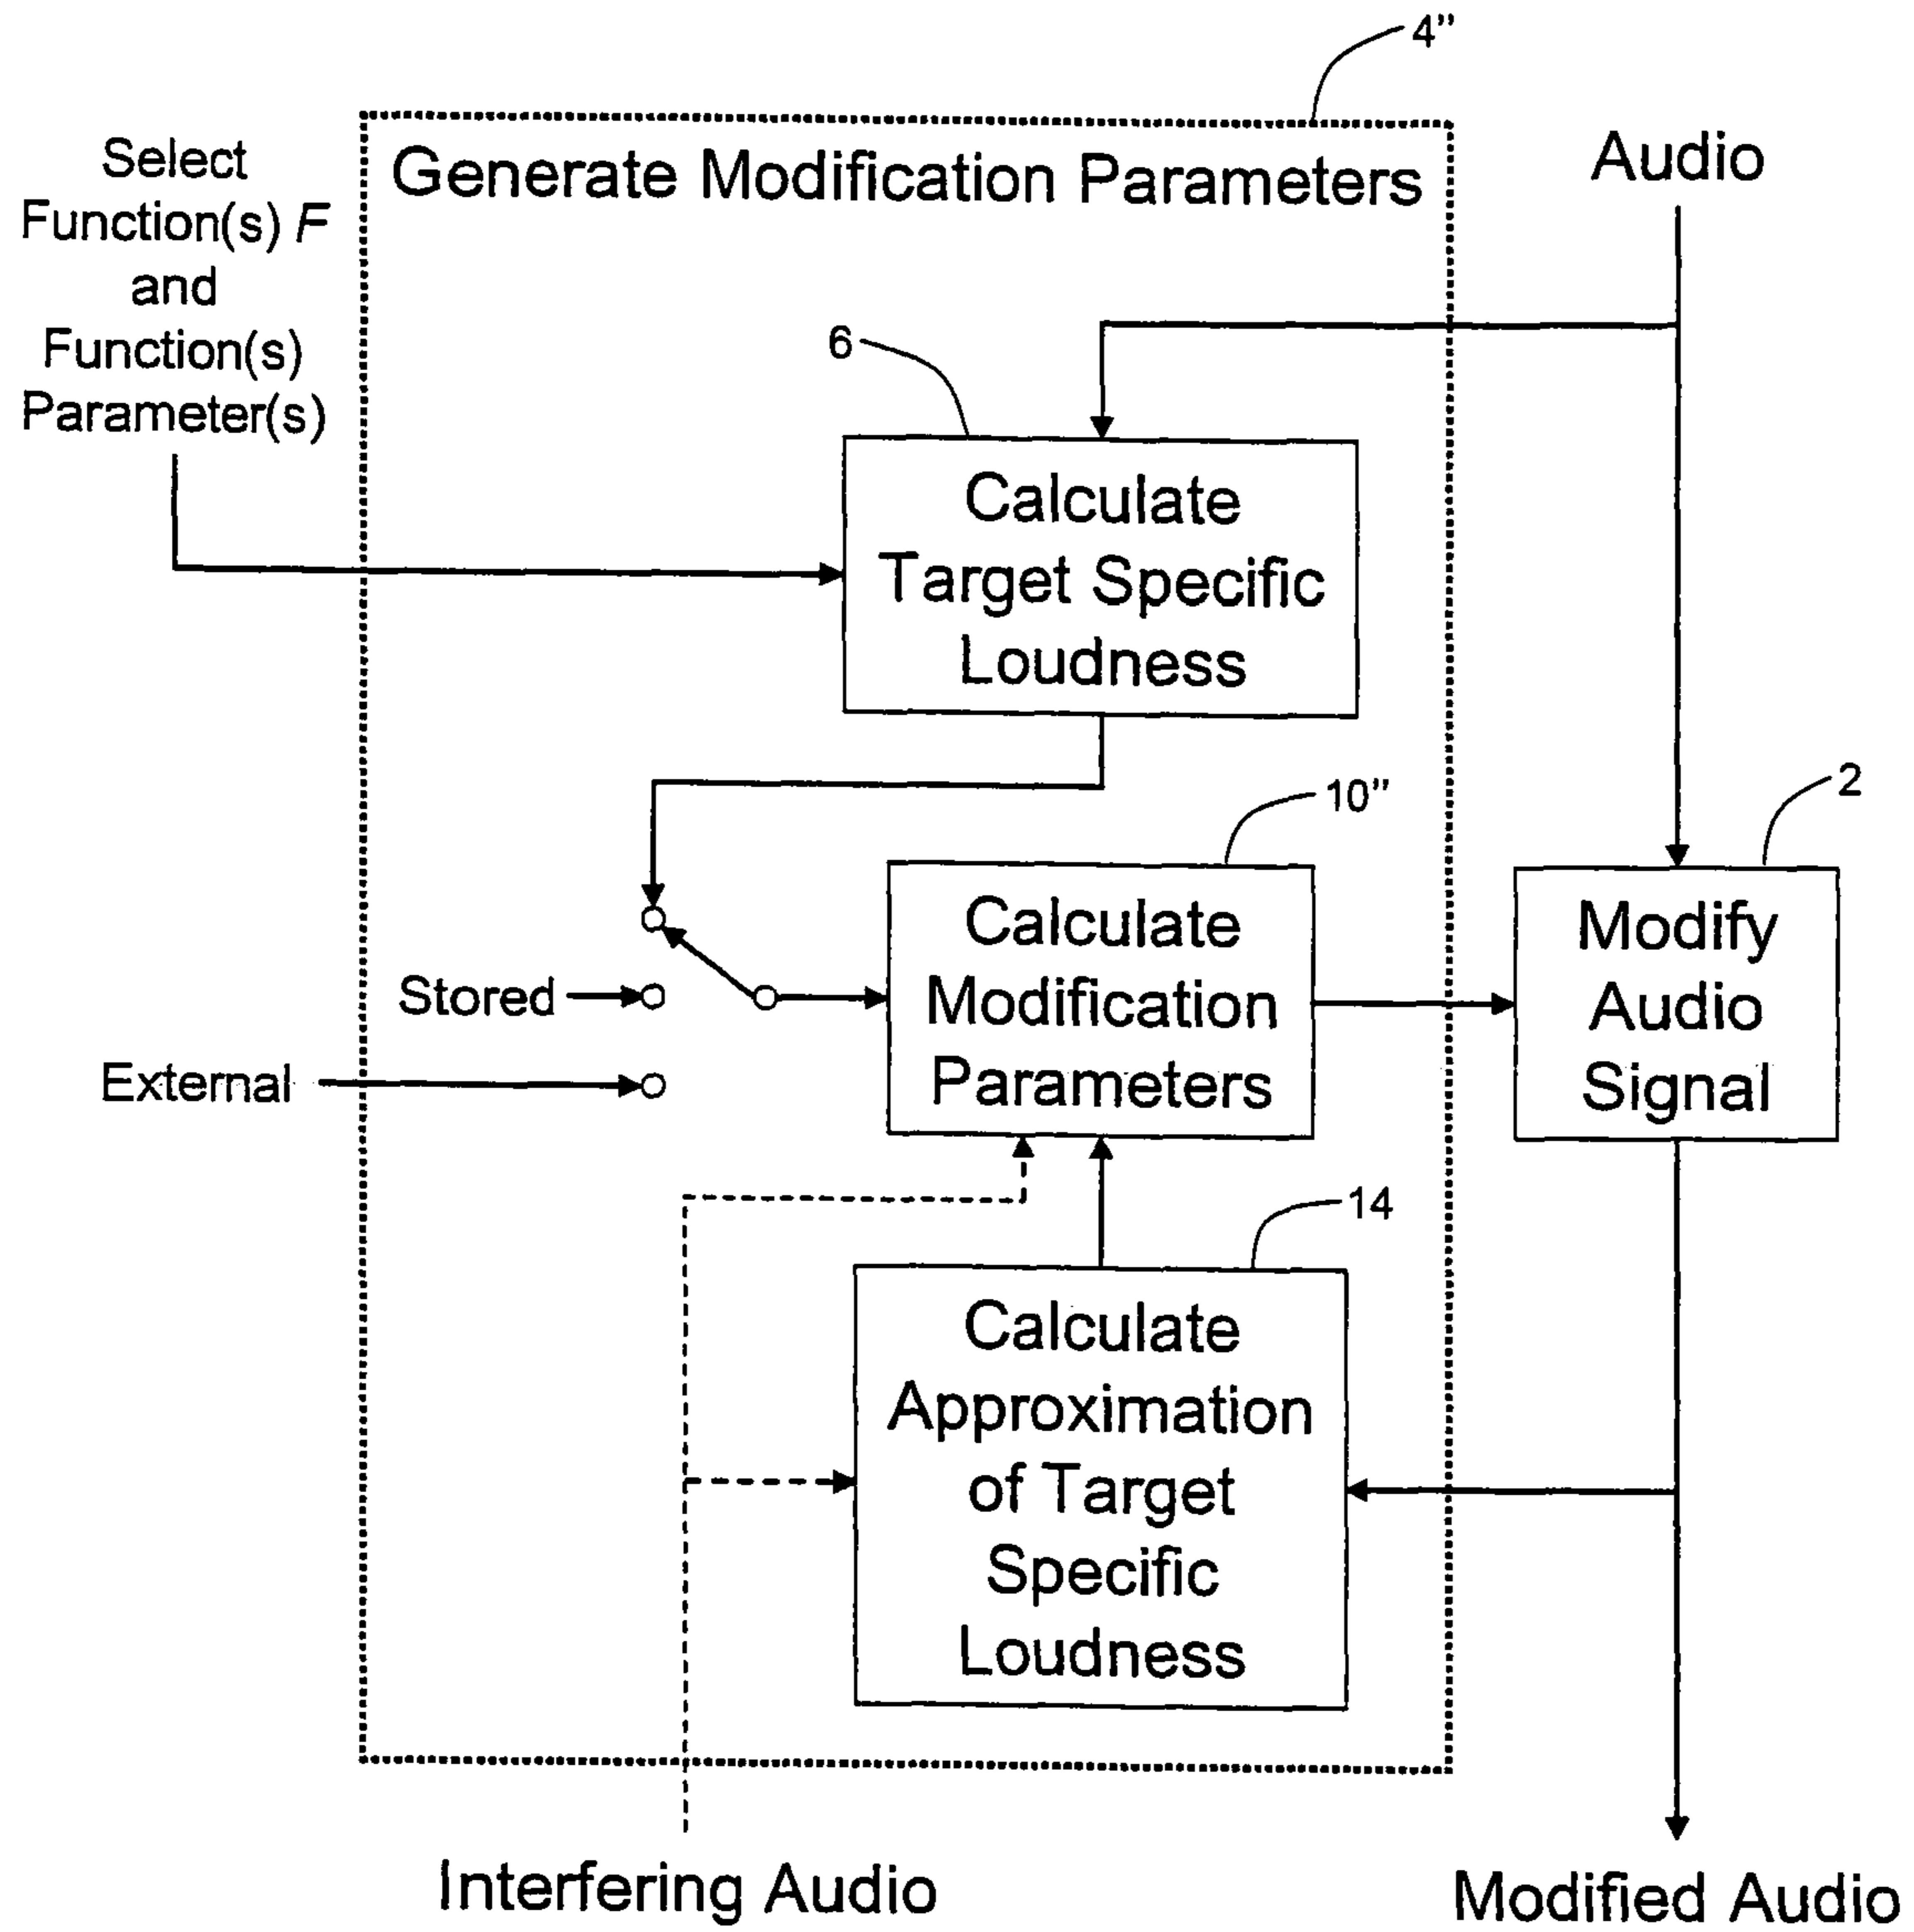 4”
Select
Function(s) F
and
Function(s)
Parameter(s)
Generate Modification Parameters
Audio
6
Calculate
Target Specific
Loudness
10”
2
Stored
External
Calculate
Modification
Parameters
Modify
Audio
Signal
14
Calculate
Approximation
of Target
Specific
Loudness
Interfering Audio
Modified Audio